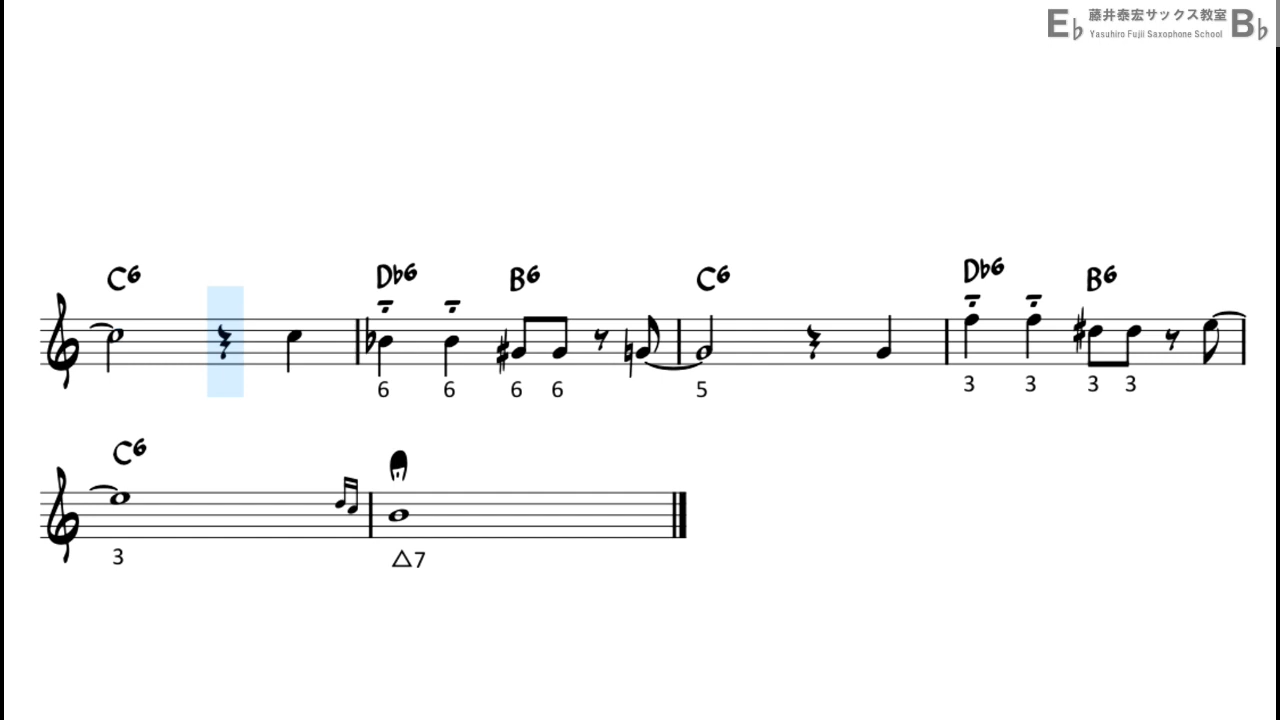 E♭ 藤井泰宏サックス教室 B♭
Yasuhiro Fujii Saxophone School
C6 D♭6 B6 C6 D♭6 B6
6 6 6 6 5 3 3 3 3
C6
3 △7